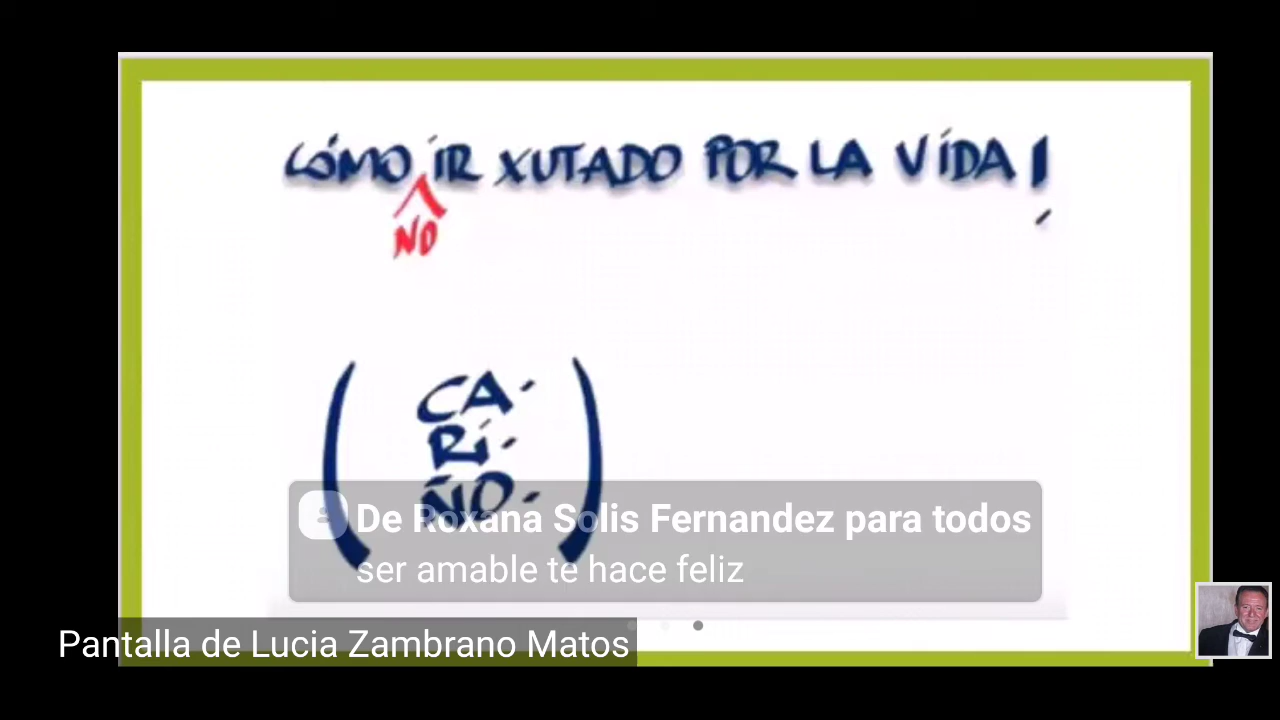 CÓMO IR XUTADO POR LA VIDA!
NO
(CA-
RI-
ÑO-)
De Roxana Solis Fernandez para todos
ser amable te hace feliz
Pantalla de Lucia Zambrano Matos